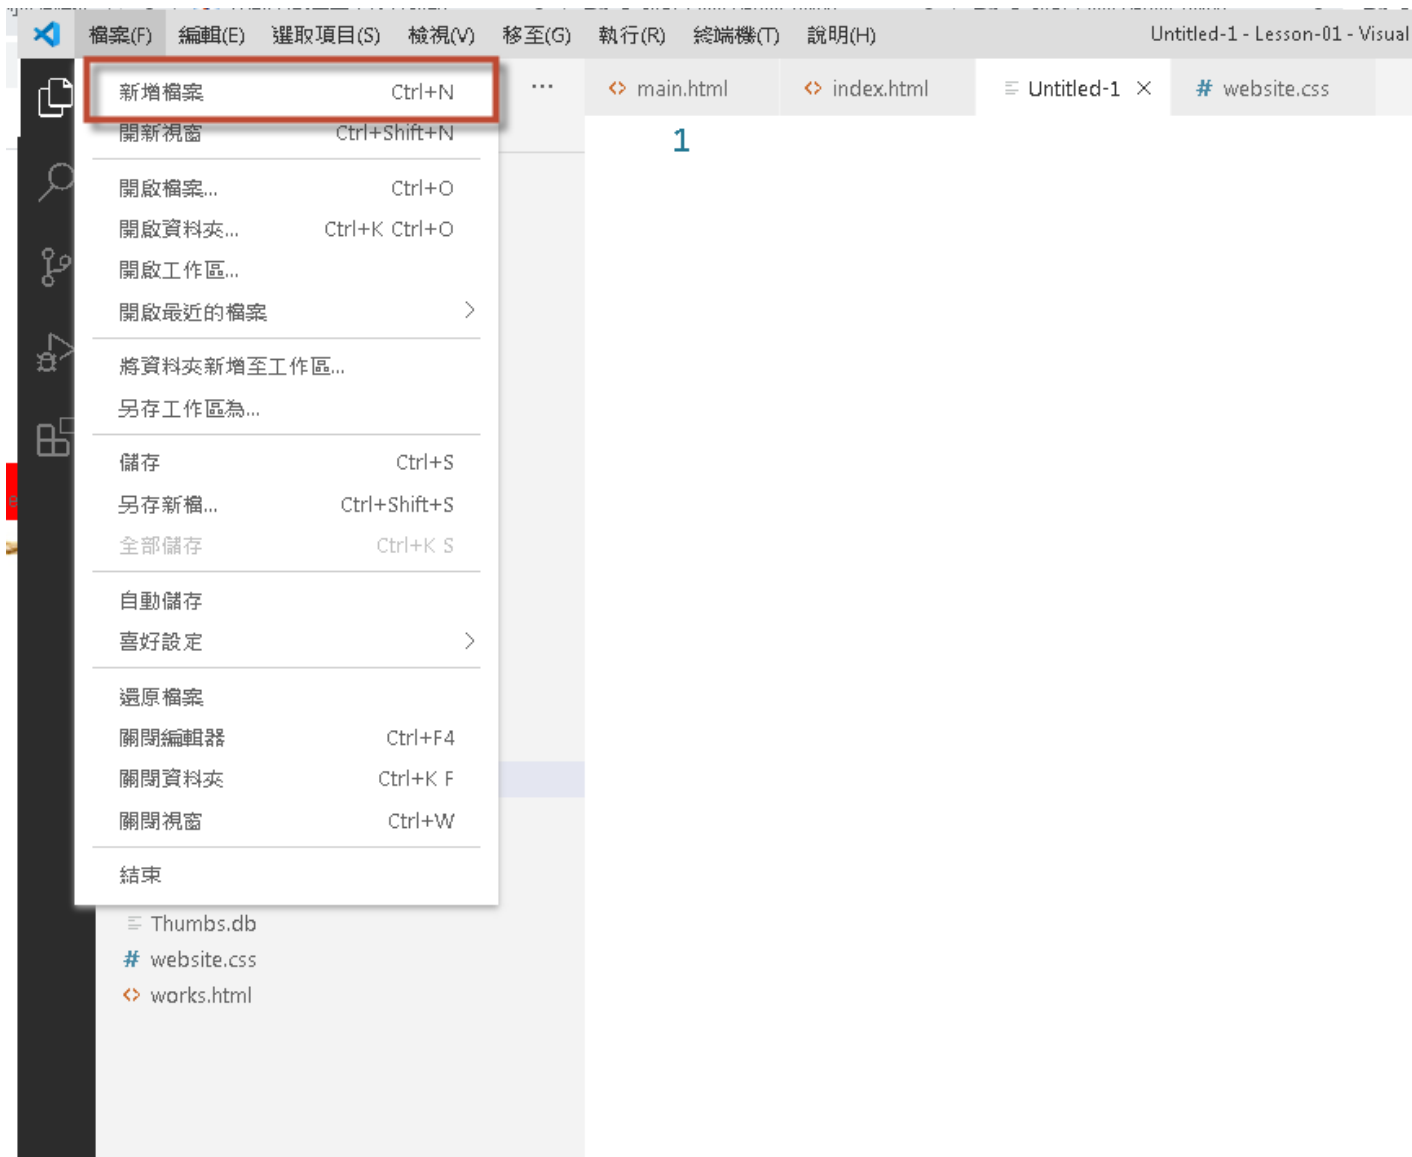 檔案(F) 編輯(E) 選取項目(S) 檢視(V) 移至(G) 執行(R) 終端機(T) 說明(H) Untitled-1 - Lesson-01 - Visual
新增檔案 Ctrl+N
開新視窗 Ctrl+Shift+N
開啟檔案... Ctrl+O
開啟資料夾... Ctrl+K Ctrl+O
開啟工作區...
開啟最近的檔案
將資料夾新增至工作區...
另存工作區為...
儲存 Ctrl+S
另存新檔... Ctrl+Shift+S
全部儲存 Ctrl+K S
自動儲存
喜好設定
還原檔案
關閉編輯器 Ctrl+F4
關閉資料夾 Ctrl+K F
關閉視窗 Ctrl+W
結束
Thumbs.db
# website.css
<> works.html
... <> main.html <> index.html Untitled-1 × # website.css
1